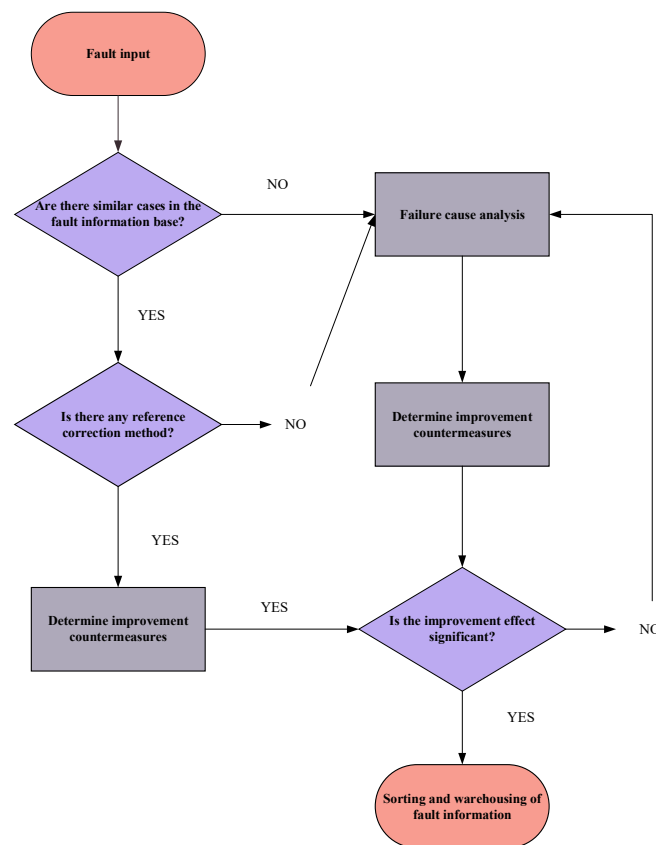 Fault input
Are there similar cases in the
fault information base?
NO
Failure cause analysis
YES
Is there any reference
correction method?
NO
Determine improvement
countermeasures
YES
Determine improvement
countermeasures
YES
Is the improvement effect
significant?
NO
YES
Sorting and warehousing of
fault information